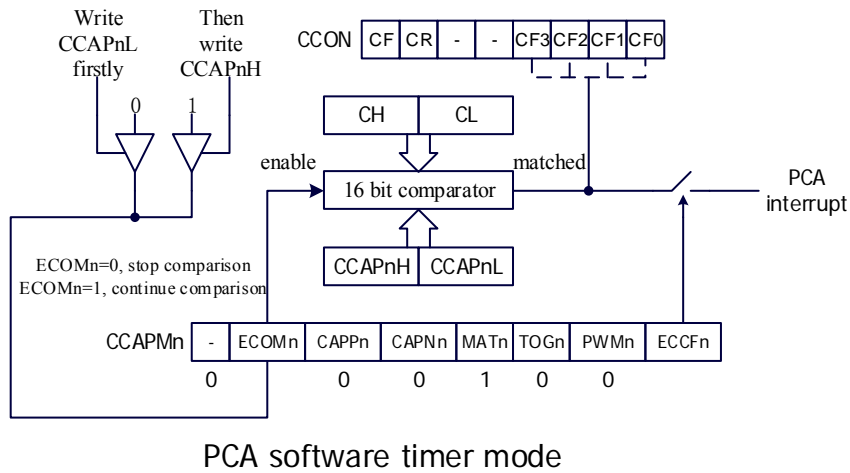 Write
CCAPnL
firstly
Then
write
CCAPnH
CCON CF CR - - CF3 CF2 CF1 CF0
0 1
CH CL
enable
matched
16 bit comparator
PCA
interrupt
CCAPnH CCAPnL
ECOMn=0, stop comparison
ECOMn=1, continue comparison
CCAPMn - ECOMn CAPPn CAPNn MATn TOGn PWMn ECCFn
0 0 0 1 0 0
PCA software timer mode